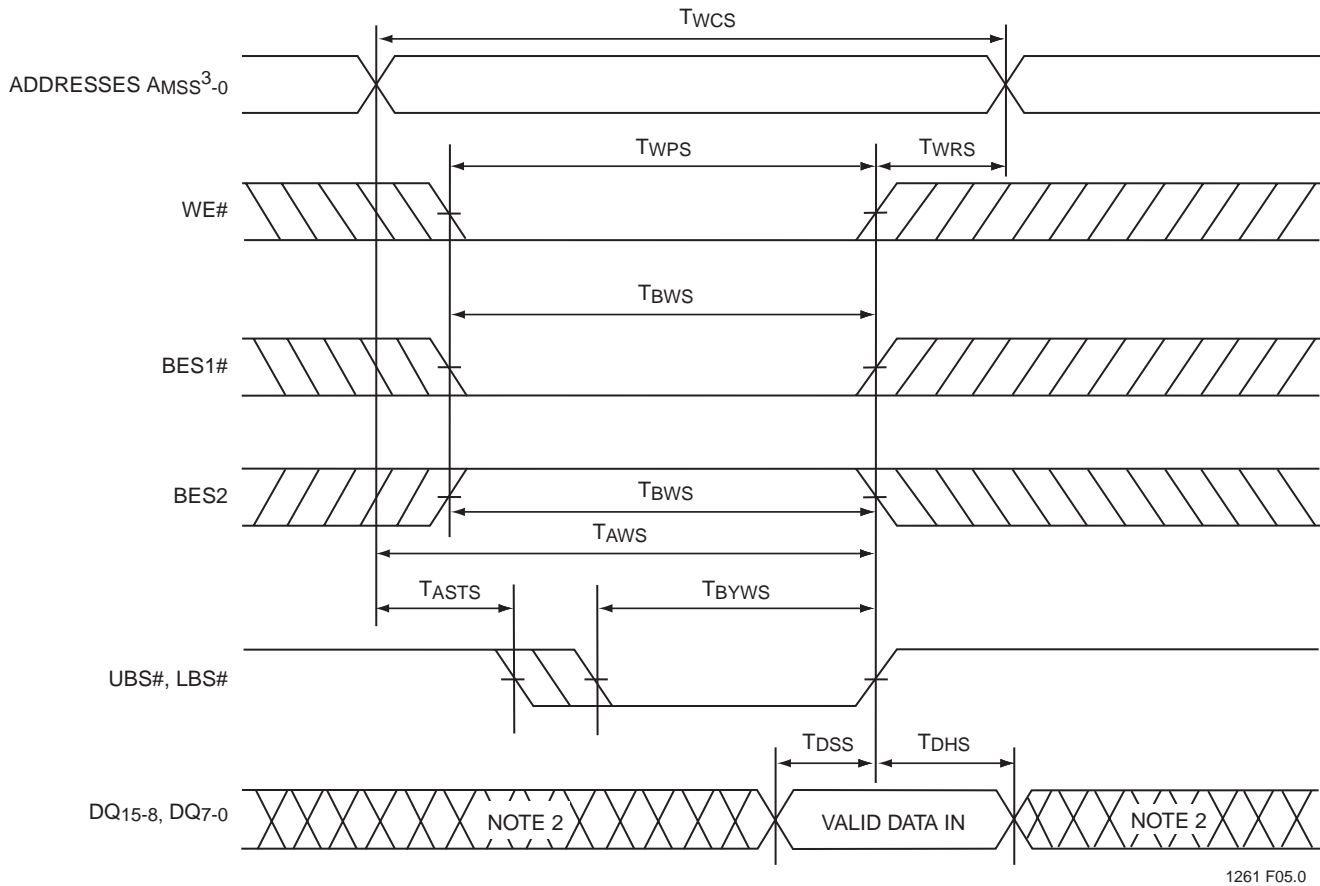 TWCS
ADDRESSES AMSS3-0
TWPS
TWRS
WE#
TBWS
BES1#
BES2
TBWS
TAWS
TASTS
TBYWS
UBS#, LBS#
TDSS
TDHS
DQ15-8, DQ7-0
NOTE 2
VALID DATA IN
NOTE 2
1261 F05.0